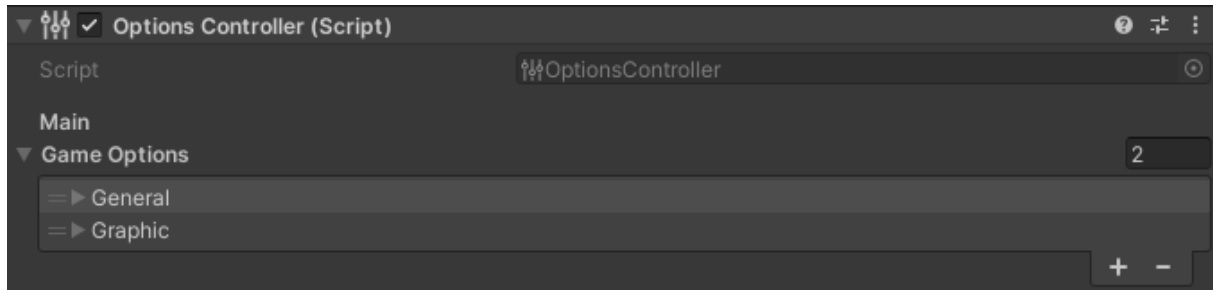 Options Controller (Script)
Script OptionsController
Main
Game Options 2
General
Graphic